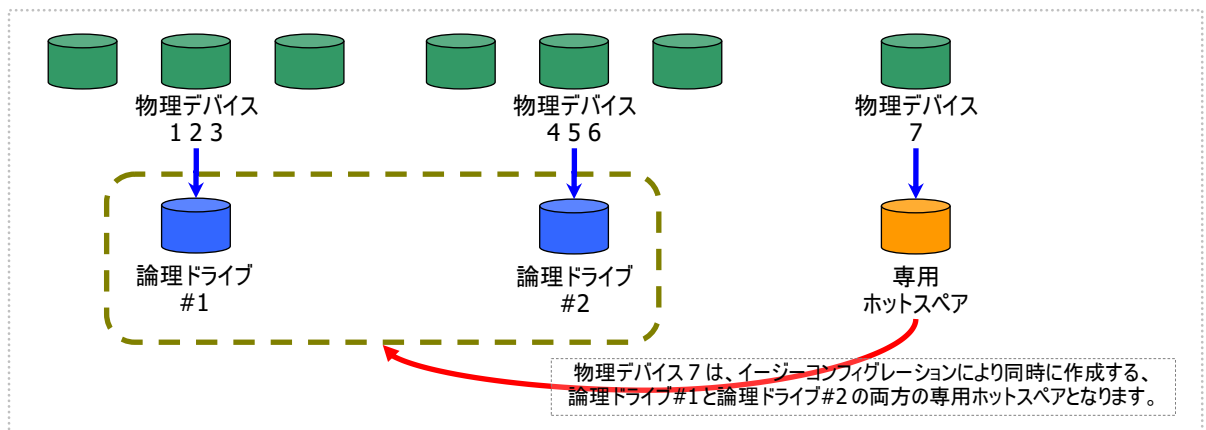 物理デバイス
1 2 3
物理デバイス
4 5 6
物理デバイス
7
論理ドライブ
#1
論理ドライブ
#2
専用
ホットスペア
物理デバイス 7 は、イージーコンフィグレーションにより同時に作成する、
論理ドライブ#1と論理ドライブ#2 の両方の専用ホットスペアとなります。